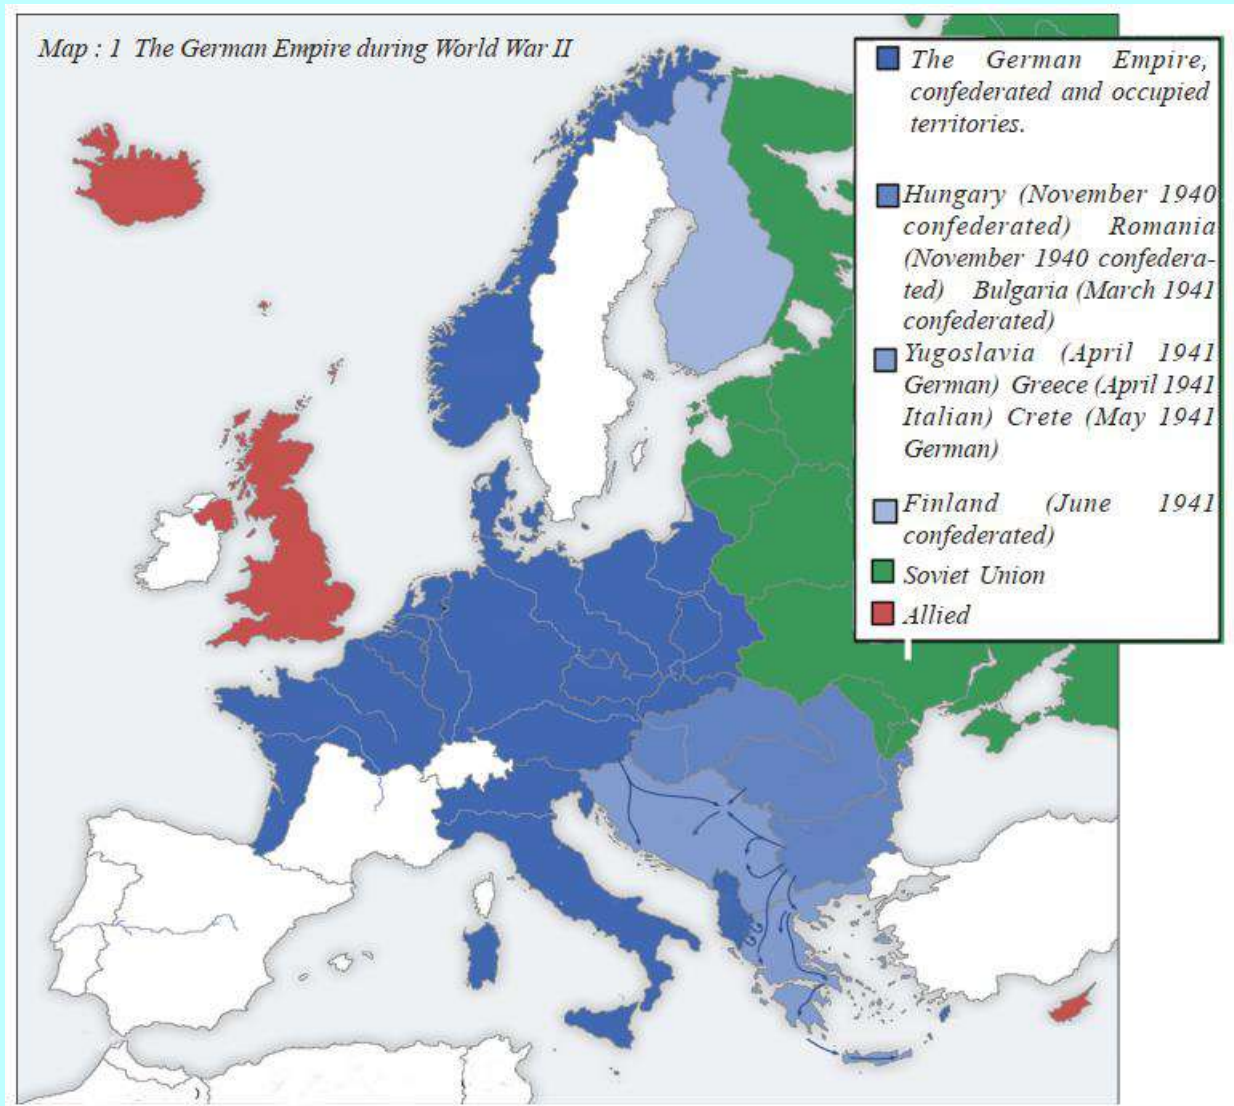 Map : 1 The German Empire during World War II
The German Empire,
confederated and occupied
territories.
Hungary (November 1940
confederated) Romania
(November 1940 confedera-
ted) Bulgaria (March 1941
confederated)
Yugoslavia (April 1941
German) Greece (April 1941
Italian) Crete (May 1941
German)
Finland (June 1941
confederated)
Soviet Union
Allied